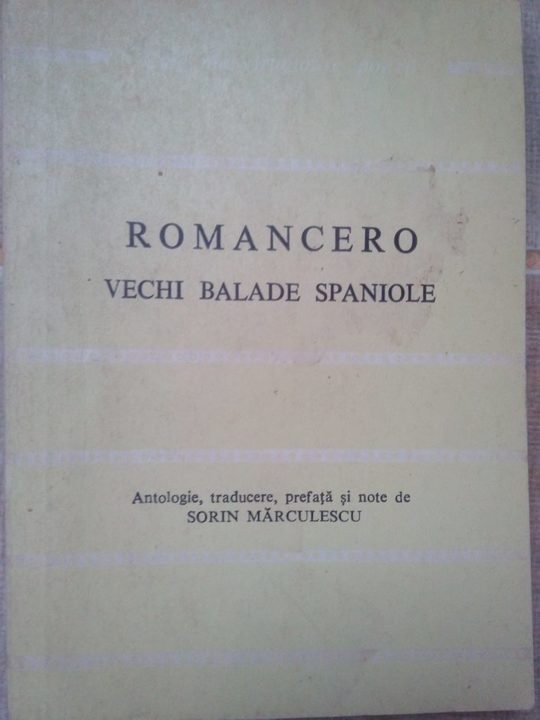 ROMANCERO
VECHI BALADE SPANIOLE
Antologie, traducere, prefață și note de
SORIN MĂRCULESCU